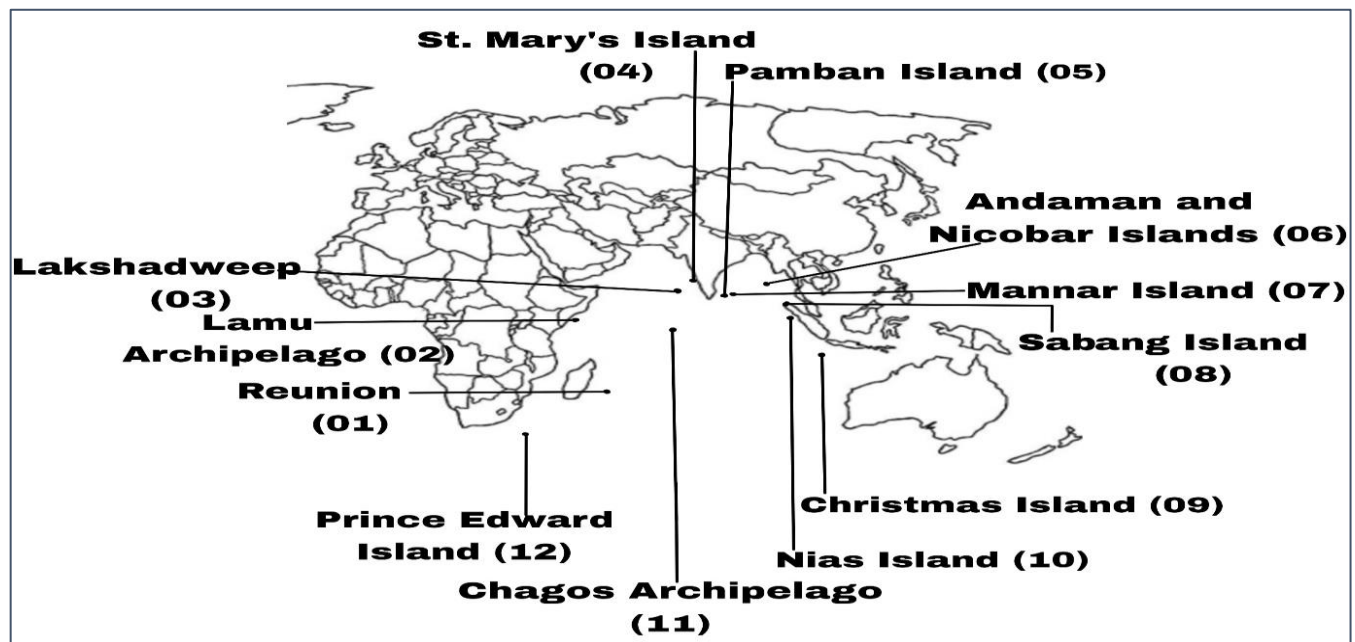 St. Mary's Island
(04)
Pamban Island (05)
Andaman and
Nicobar Islands (06)
Lakshadweep
(03)
Mannar Island (07)
Lamu
Archipelago (02)
Sabang Island
(08)
Reunion
(01)
Christmas Island (09)
Prince Edward
Island (12)
Nias Island (10)
Chagos Archipelago
(11)